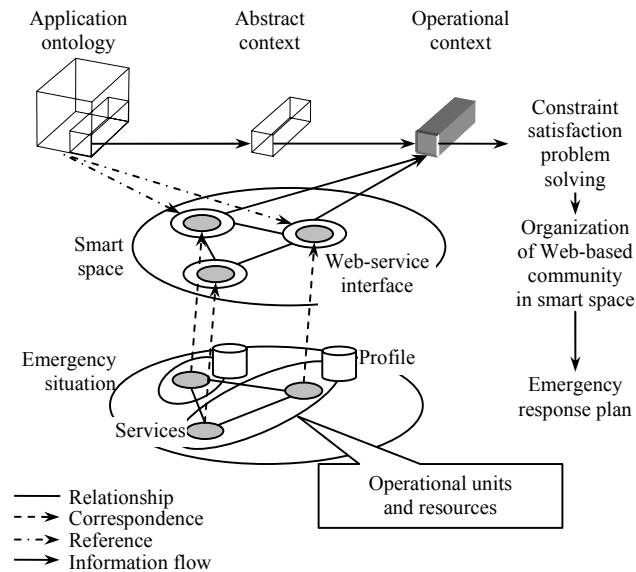 Application
ontology
Abstract
context
Operational
context
Constraint
satisfaction
problem
solving
Smart
space
Web-service
interface
Organization
of Web-based
community
in smart space
Emergency
situation
Profile
Services
Emergency
response plan
Operational units
and resources
Relationship
Correspondence
Reference
Information flow